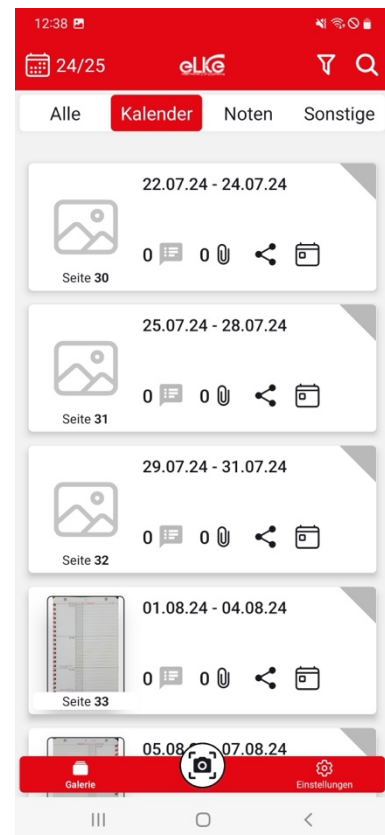 12:38
24/25
eLKe
Alle Kalender Noten Sonstige
22.07.24 - 24.07.24
0 0
Seite 30
25.07.24 - 28.07.24
0 0
Seite 31
29.07.24 - 31.07.24
0 0
Seite 32
01.08.24 - 04.08.24
0 0
Seite 33
05.08 07.08.24
Galerie Einstellungen